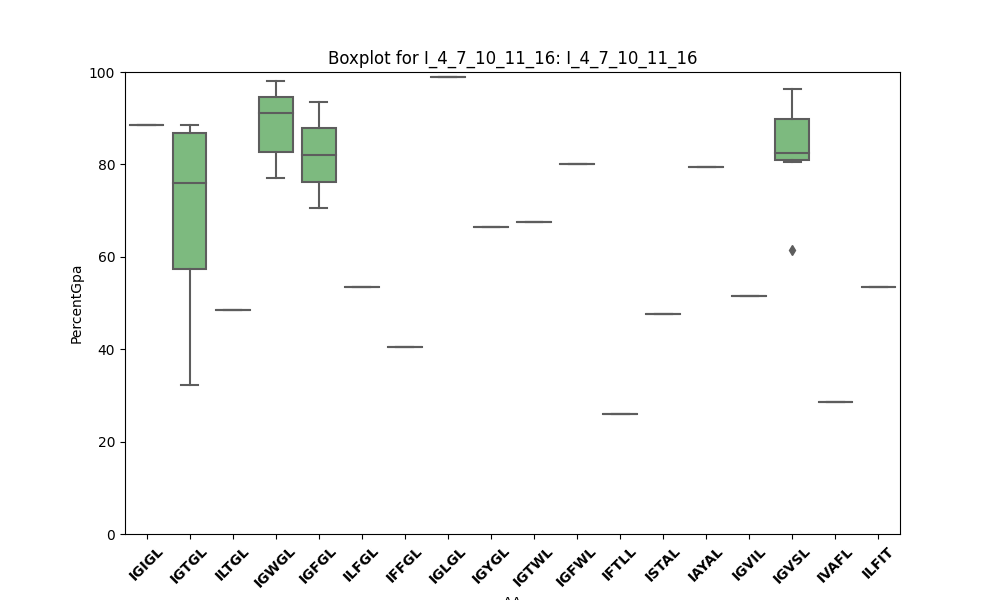 Boxplot for I_4_7_10_11_16: I_4_7_10_11_16
100
80
60
40
20
0
PercentGpa
IGIGL
IGTGL
ILTGL
IGWGL
IGFGL
ILFGL
IFFGL
IGLGL
IGYGL
IGTWL
IGFWL
IFTLL
ISTAL
IAYAL
IGVIL
IGVSL
IVAFL
ILFIT